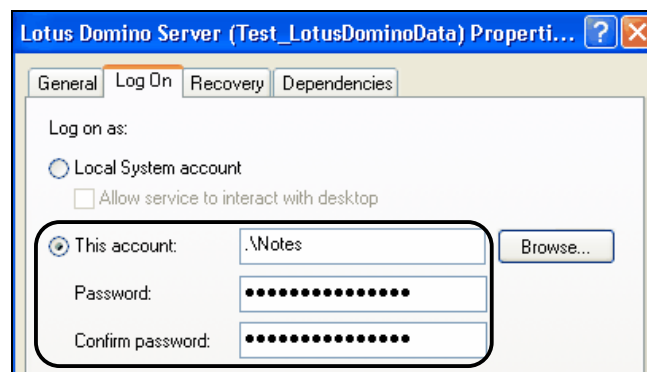 Lotus Domino Server (Test_LotusDominoData) Properti...
General Log On Recovery Dependencies
Log on as:
Local System account
Allow service to interact with desktop
This account: .\Notes Browse...
Password: ●●●●●●●●●●●●●●●
Confirm password: ●●●●●●●●●●●●●●●